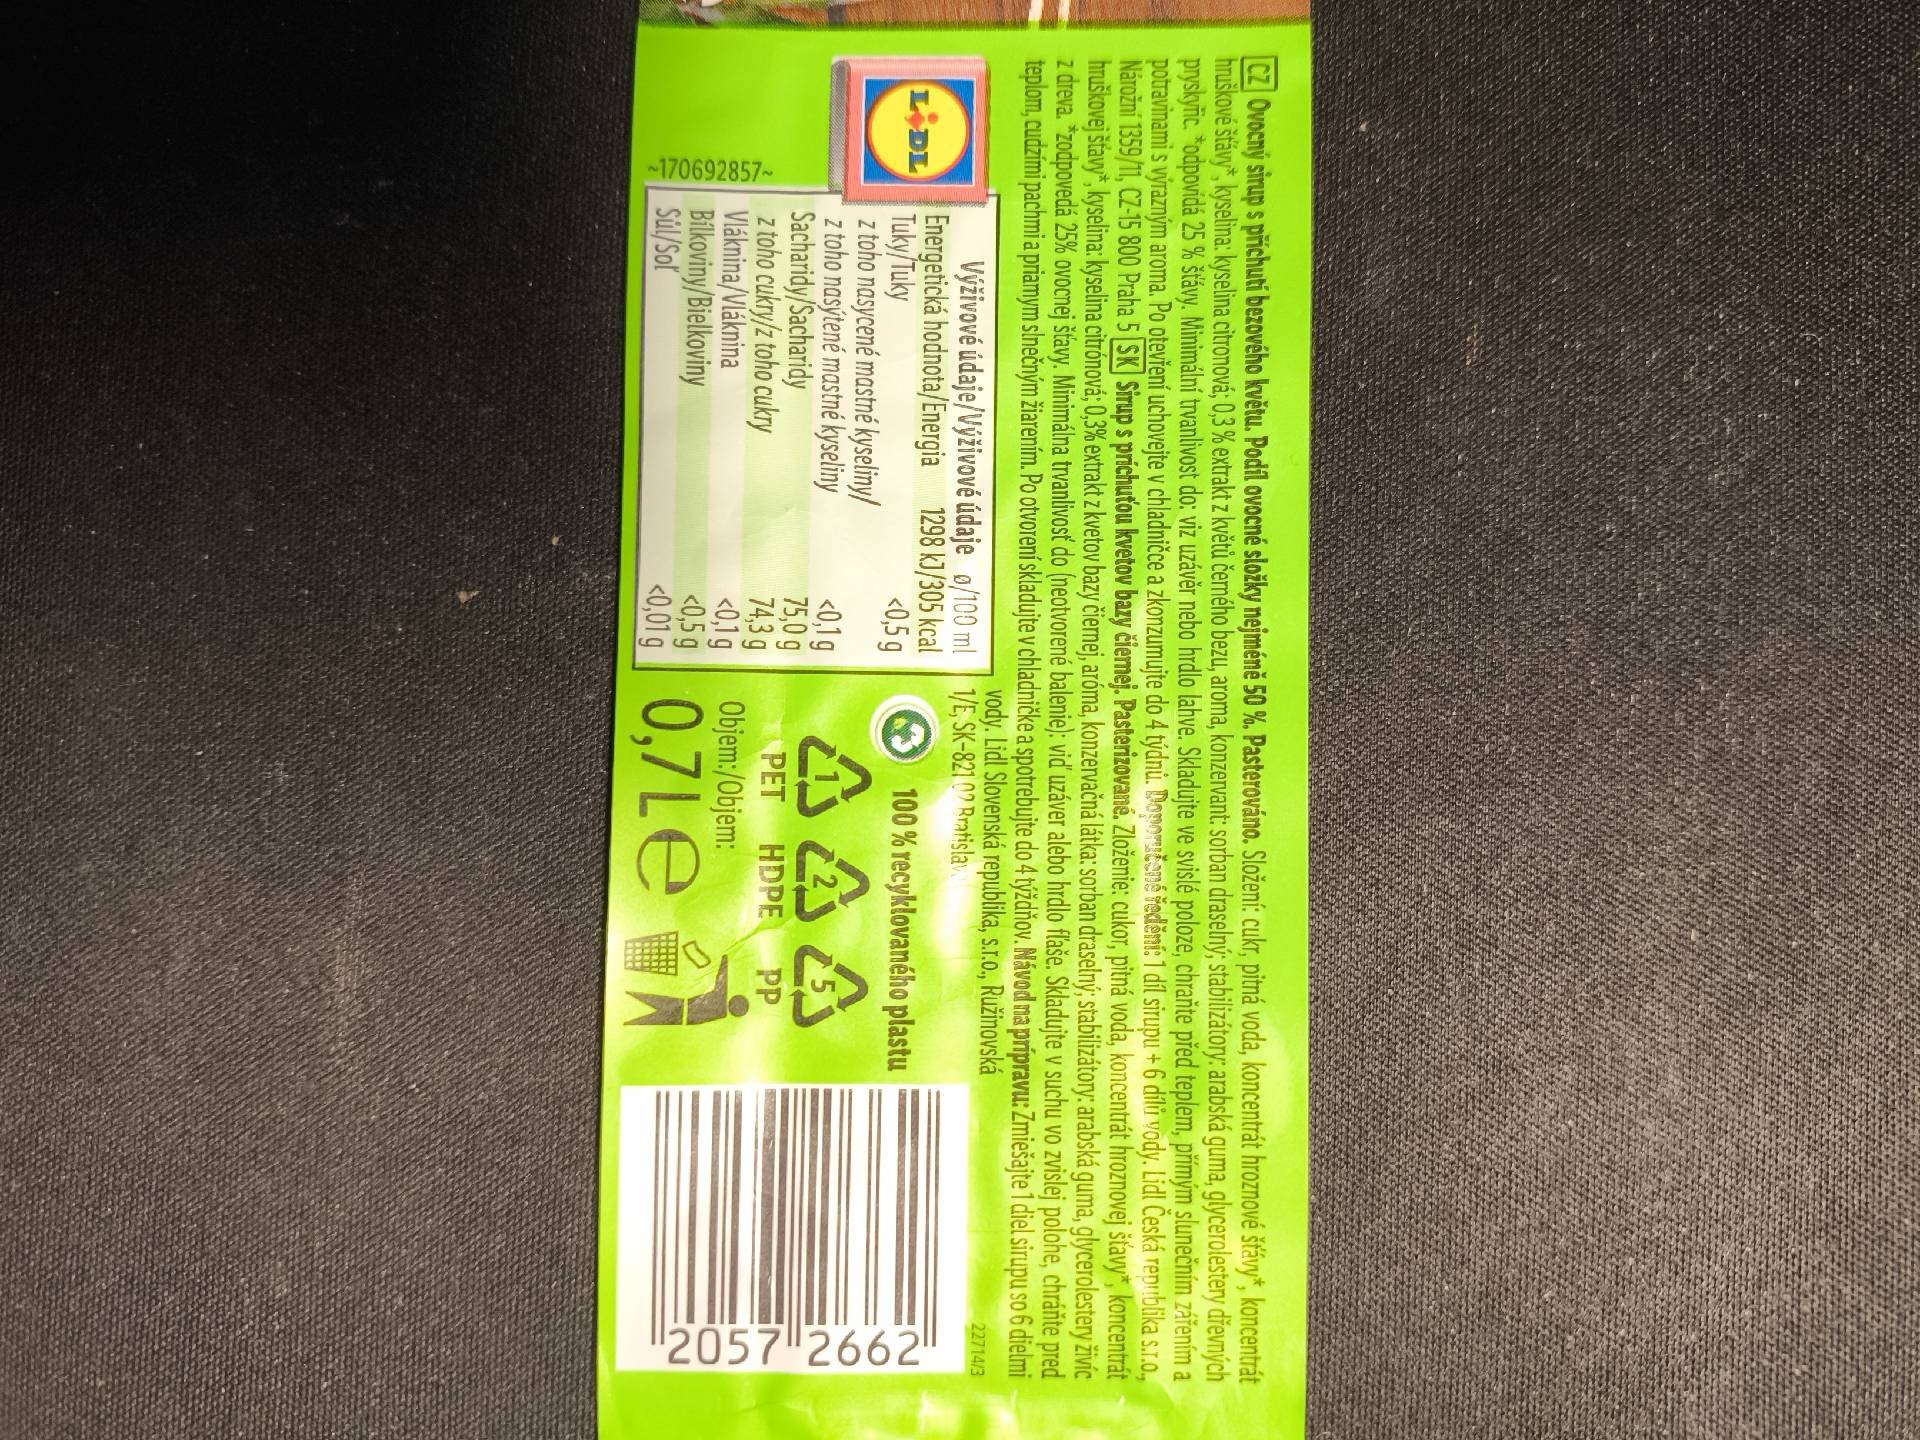 CZ Ovocný sirup s příchutí bezového květu. Podíl ovocné složky nejméně 50 %. Pasterováno. Složení: cukr, pitná voda, koncentrát hroznové šťávy*, koncentrát
hruškové šťávy*, kyselina: kyselina citronová; 0,3 % extrakt z květů černého bezu, aroma, konzervant: sorban draselný; stabilizátory: arabská guma, glycerolestery dřevných
pryskyřic. *odpovídá 25 % šťávy. Minimální trvanlivost do: viz uzávěr nebo hrdlo lahve. Skladujte ve svislé poloze, chraňte před teplem, přímým slunečním zářením a
potravinami s výrazným aroma. Po otevření uchovejte v chladničce a zkonzumujte do 4 týdnů. Doporučené ředění: 1 díl sirupu + 6 dílů vody. Lidl Česká republika s.r.o.,
Nárožní 1359/11, CZ-15 800 Praha 5 SK Sirup s príchuťou kvetov bazy čiernej. Pasterizované. Zloženie: cukor, pitná voda, koncentrát hroznovej šťavy*, koncentrát
hruškovej šťavy*, kyselina: kyselina citrónová; 0,3% extrakt z kvetov bazy čiernej, aróma, konzervačná látka: sorban draselný; stabilizátory: arabská guma, glycerolestery živíc
z dreva. *zodpovedá 25% ovocnej šťavy. Minimálna trvanlivosť do (neotvorené balenie): viď uzáver alebo hrdlo fľaše. Skladujte v suchu vo zvislej polohe, chráňte pred
teplom, cudzími pachmi a priamym slnečným žiarením. Po otvorení skladujte v chladničke a spotrebujte do 4 týždňov. Návod na prípravu: Zmiešajte 1 diel sirupu so 6 dielmi
vody. Lidl Slovenská republika, s.r.o., Ružinovská
1/E, SK-821 02 Bratislav
22714/3
LIDL
~170692857~
Výživové údaje/Výživové údaje ø/100 ml
Energetická hodnota/Energia 1298 kJ/305 kcal
Tuky/Tuky <0,5 g
z toho nasycené mastné kyseliny/
z toho nasýtené mastné kyseliny <0,1 g
Sacharidy/Sacharidy 75,0 g
z toho cukry/z toho cukry 74,3 g
Vláknina/Vláknina <0,1 g
Bílkoviny/Bielkoviny <0,5 g
Sůl/Soľ <0,01 g
100 % recyklovaného plastu
1 2 5
PET HDPE PP
Objem:/Objem:
0,7 L e
2057 2662